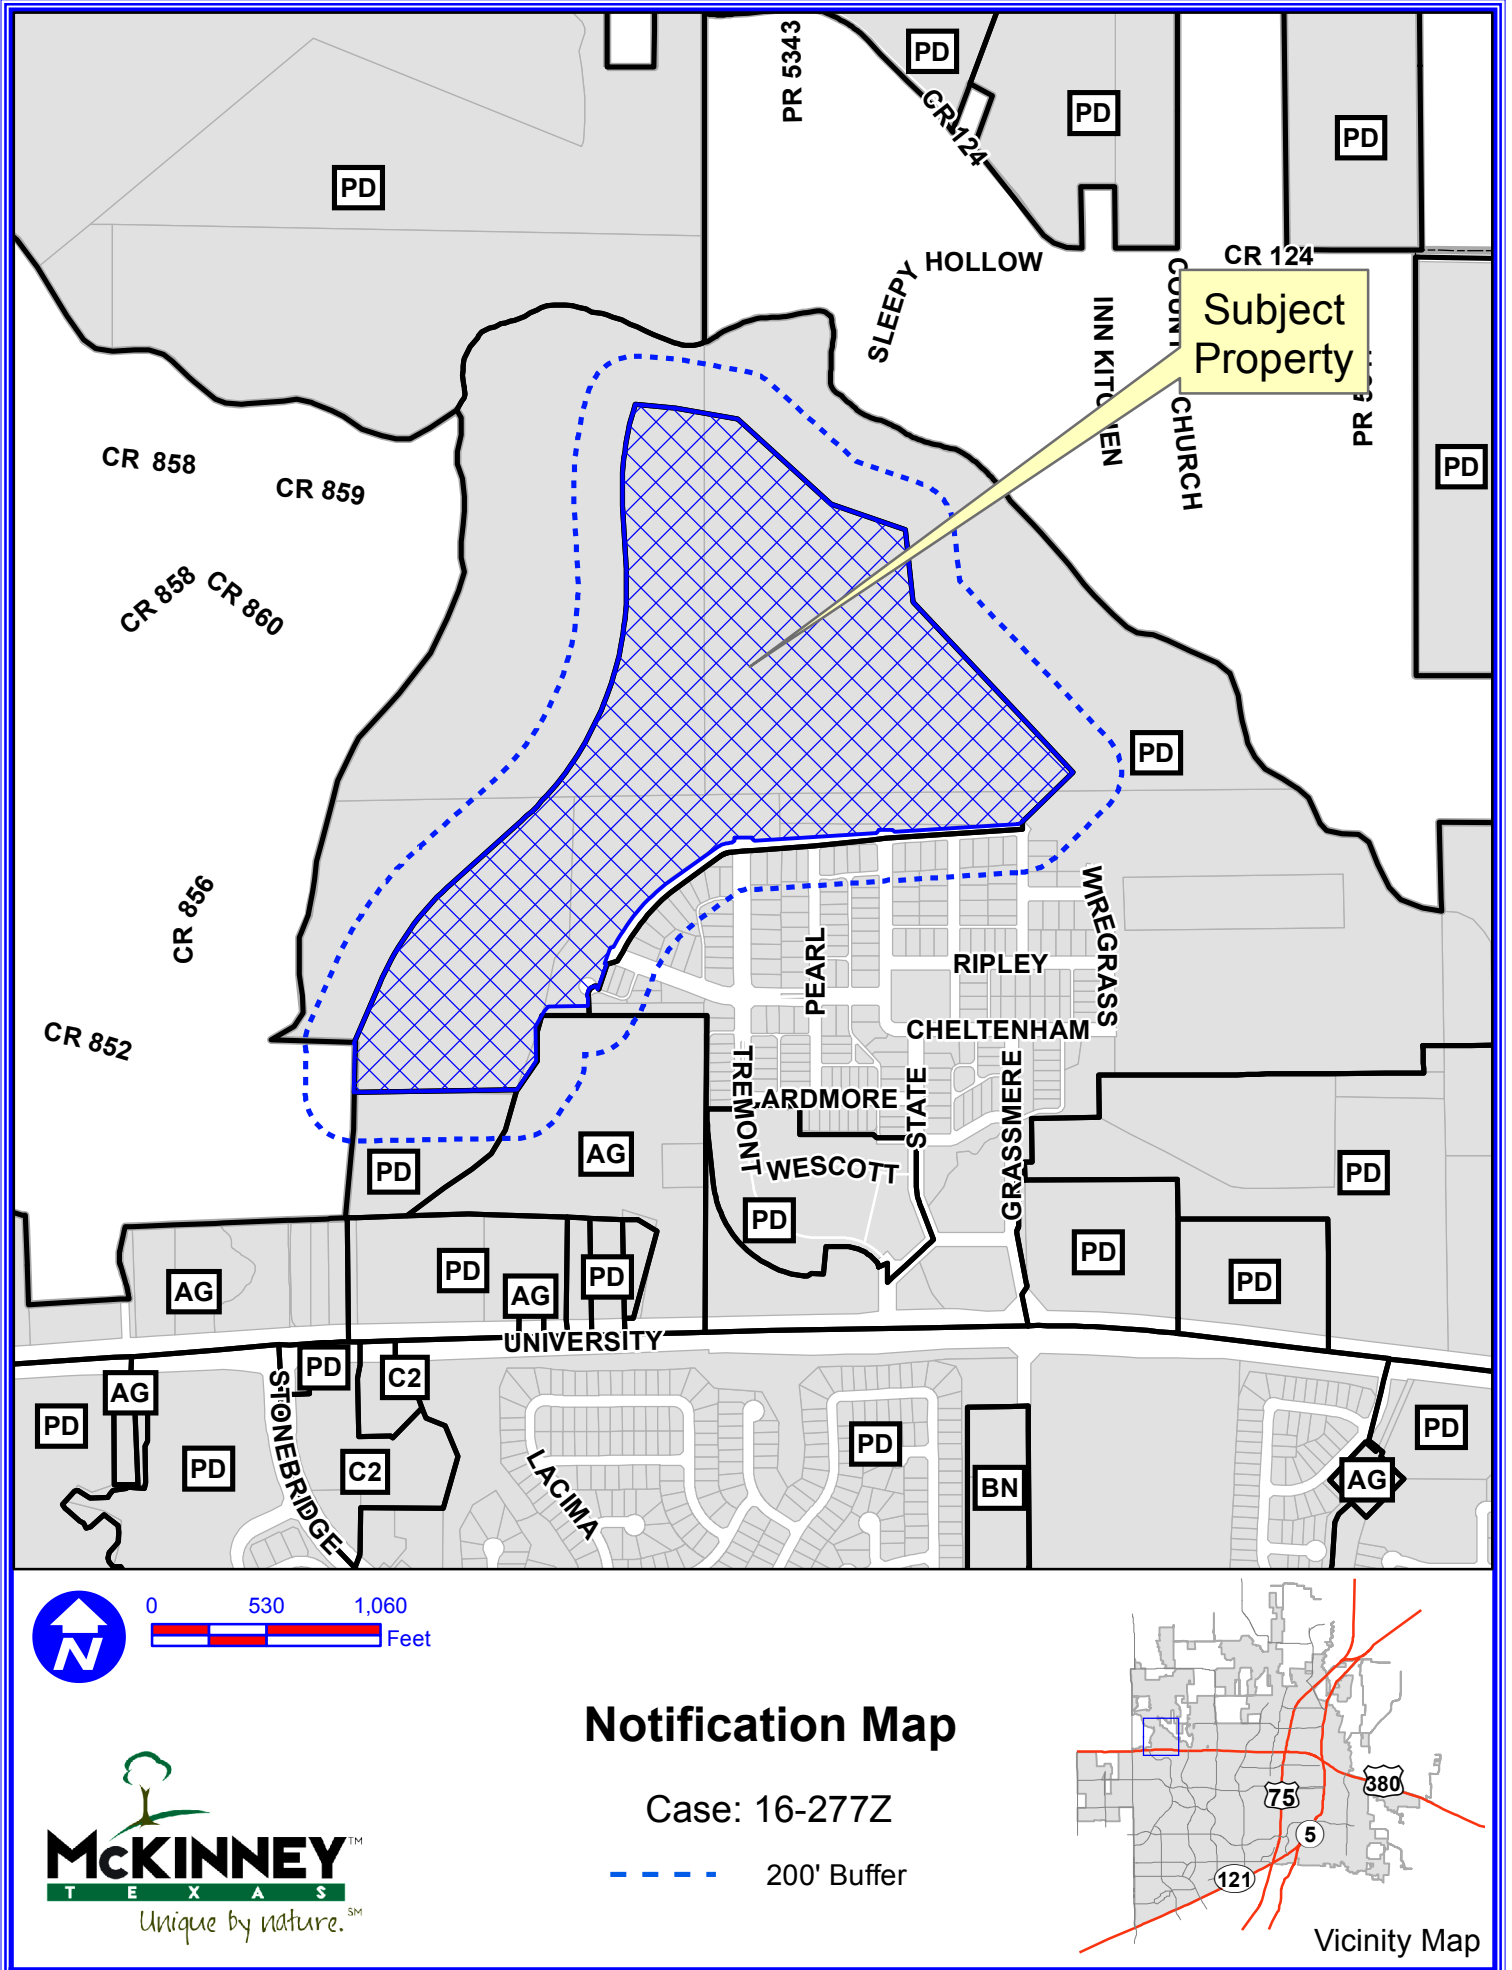 PR 5343
PD
CR 124
PD
PD
PD
SLEEPY
HOLLOW
CR 124
Subject
Property
INN KITCHEN
CHURCH
CR 858
CR 859
PD
CR 858
CR 860
PD
CR 856
WIREGRASS
PEARL
RIPLEY
CR 852
CHELTENHAM
TREMONT
ARDMORE
STATE
GRASSMERE
AG
PD
WESCOTT
PD
PD
PD
PD
AG
PD
AG
PD
PD
UNIVERSITY
PD
C2
AG
PD
PD
STONEBRIDGE
C2
LACIMA
PD
BN
PD
AG
N
0 530 1,060
Feet
Notification Map
Case: 16-277Z
200' Buffer
McKINNEY™
TEXAS
Unique by nature.℠
75
380
5
121
Vicinity Map